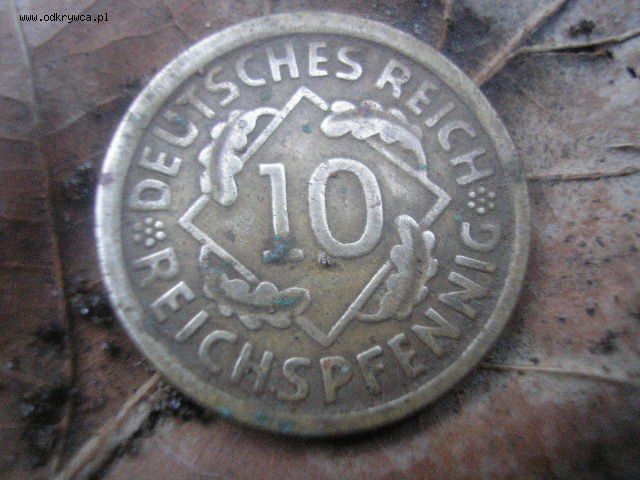 www.odkrywca.pl
DEUTSCHES REICH
10
REICHSPFENNIG